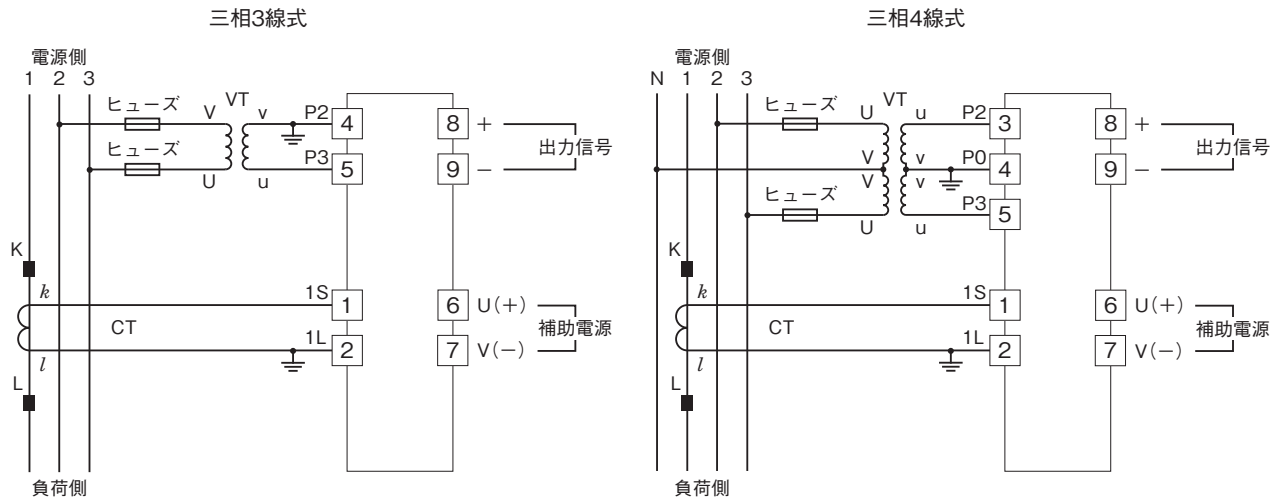 三相3線式
電源側
1 2 3
ヒューズ V VT v P2 4 8 +
出力信号
ヒューズ U u P3 5 9 −
K
k 1S 1 6 U(+)
CT 補助電源
l 1L 2 7 V(−)
L
負荷側
三相4線式
電源側
N 1 2 3
ヒューズ U VT u P2 3 8 +
出力信号
V v P0 4 9 −
V v
ヒューズ U u P3 5
K
k 1S 1 6 U(+)
CT 補助電源
l 1L 2 7 V(−)
L
負荷側